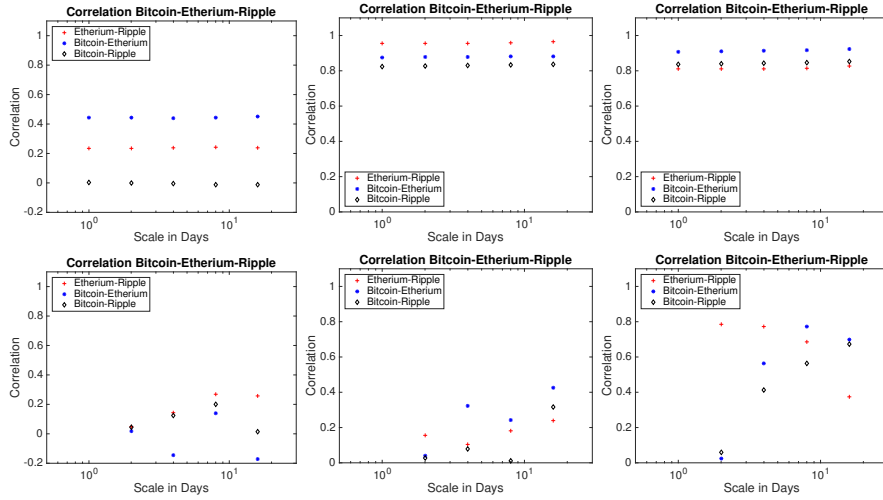 Correlation Bitcoin-Etherium-Ripple
1
0.8
0.6
0.4
0.2
0
-0.2
Correlation
Etherium-Ripple
Bitcoin-Etherium
Bitcoin-Ripple
10^0
10^1
Scale in Days
Correlation Bitcoin-Etherium-Ripple
1
0.8
0.6
0.4
0.2
0
Correlation
Etherium-Ripple
Bitcoin-Etherium
Bitcoin-Ripple
10^0
10^1
Scale in Days
Correlation Bitcoin-Etherium-Ripple
1
0.8
0.6
0.4
0.2
0
Correlation
Etherium-Ripple
Bitcoin-Etherium
Bitcoin-Ripple
10^0
10^1
Scale in Days
Correlation Bitcoin-Etherium-Ripple
1
0.8
0.6
0.4
0.2
0
-0.2
Correlation
Etherium-Ripple
Bitcoin-Etherium
Bitcoin-Ripple
10^0
10^1
Scale in Days
Correlation Bitcoin-Etherium-Ripple
1
0.8
0.6
0.4
0.2
0
Correlation
Etherium-Ripple
Bitcoin-Etherium
Bitcoin-Ripple
10^0
10^1
Scale in Days
Correlation Bitcoin-Etherium-Ripple
1
0.8
0.6
0.4
0.2
0
Correlation
Etherium-Ripple
Bitcoin-Etherium
Bitcoin-Ripple
10^0
10^1
Scale in Days